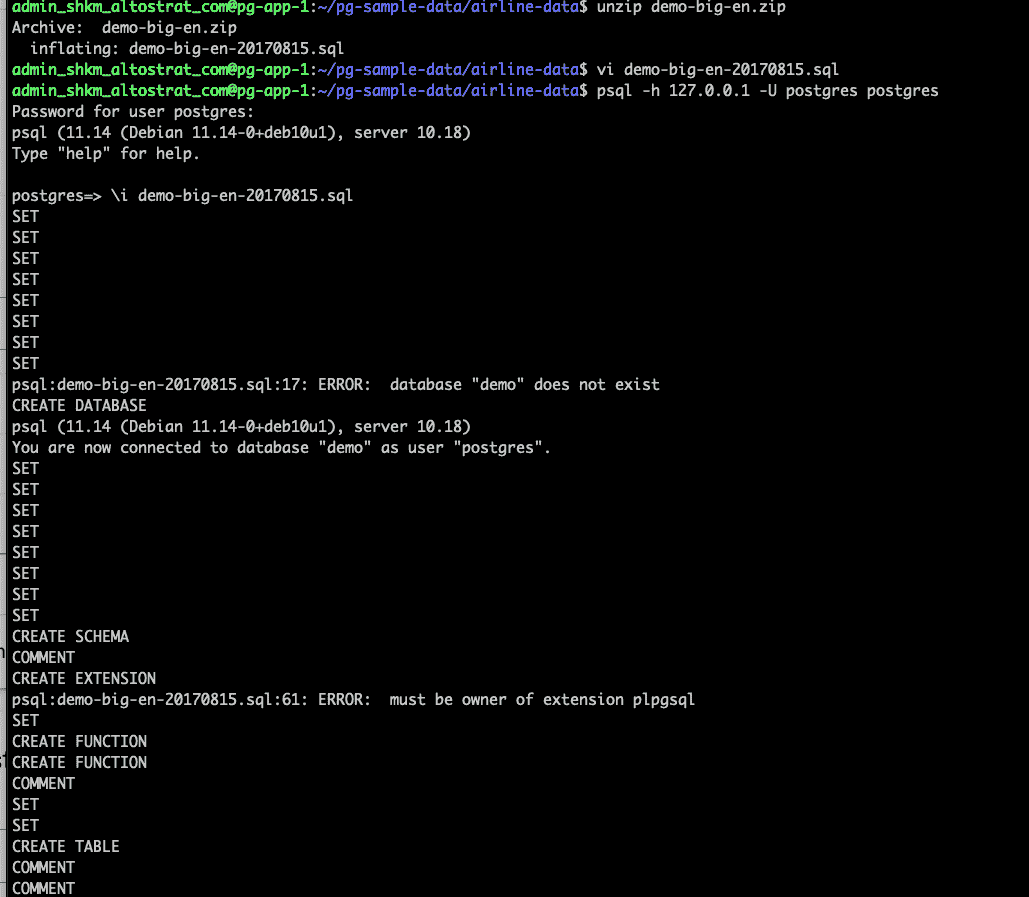 admin_shkm_altostrat_com@pg-app-1:~/pg-sample-data/airline-data$ unzip demo-big-en.zip
Archive:  demo-big-en.zip
  inflating: demo-big-en-20170815.sql
admin_shkm_altostrat_com@pg-app-1:~/pg-sample-data/airline-data$ vi demo-big-en-20170815.sql
admin_shkm_altostrat_com@pg-app-1:~/pg-sample-data/airline-data$ psql -h 127.0.0.1 -U postgres postgres
Password for user postgres:
psql (11.14 (Debian 11.14-0+deb10u1), server 10.18)
Type "help" for help.
postgres=> \i demo-big-en-20170815.sql
SET
SET
SET
SET
SET
SET
SET
SET
psql:demo-big-en-20170815.sql:17: ERROR:  database "demo" does not exist
CREATE DATABASE
psql (11.14 (Debian 11.14-0+deb10u1), server 10.18)
You are now connected to database "demo" as user "postgres".
SET
SET
SET
SET
SET
SET
SET
SET
CREATE SCHEMA
COMMENT
CREATE EXTENSION
psql:demo-big-en-20170815.sql:61: ERROR:  must be owner of extension plpgsql
SET
CREATE FUNCTION
CREATE FUNCTION
COMMENT
SET
SET
CREATE TABLE
COMMENT
COMMENT